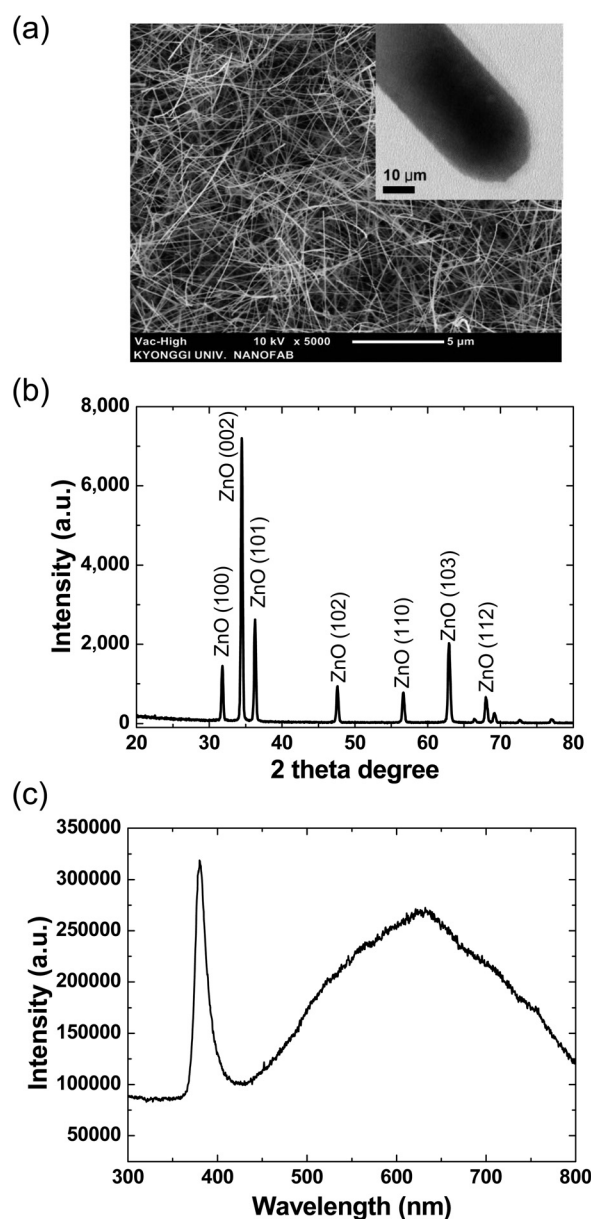 (a)
10 µm
Vac-High 10 kV x 5000 5 µm
KYONGGI UNIV. NANOFAB
(b)
8,000
6,000
4,000
2,000
0
Intensity (a.u.)
ZnO (100)
ZnO (002)
ZnO (101)
ZnO (102)
ZnO (110)
ZnO (103)
ZnO (112)
20 30 40 50 60 70 80
2 theta degree
(c)
350000
300000
250000
200000
150000
100000
50000
Intensity (a.u.)
300 400 500 600 700 800
Wavelength (nm)